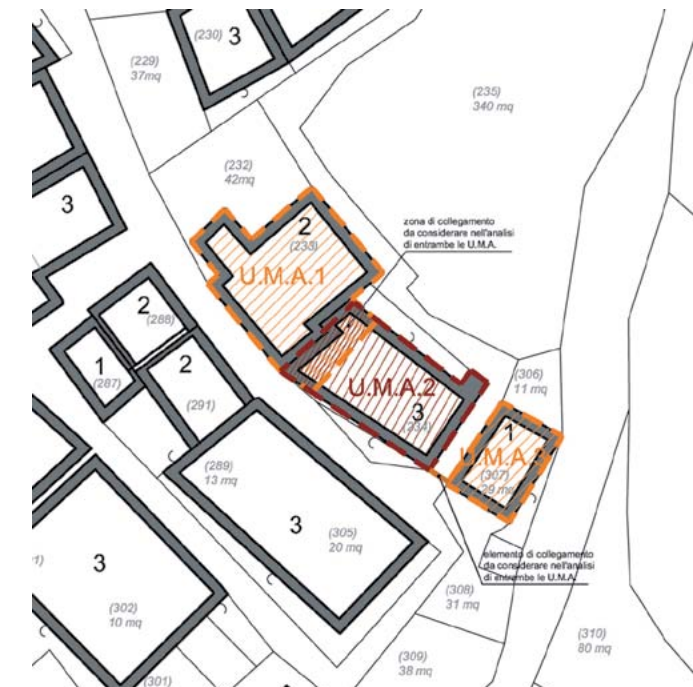 (230)
3
(229)
37mq
(235)
340 mq
(232)
42mq
3
zona di collegamento
da considerare nell'analisi
di entrambe le U.M.A.
2
(233)
U.M.A.1
2
(288)
1
(287)
2
(291)
U.M.A.2
3
(234)
(306)
11 mq
1
U.M.A.3
(307)
29 mq
(289)
13 mq
3
(305)
20 mq
elemento di collegamento
da considerare nell'analisi
di entrambe le U.M.A.
3
(302)
10 mq
(308)
31 mq
(310)
80 mq
(309)
38 mq
(301)